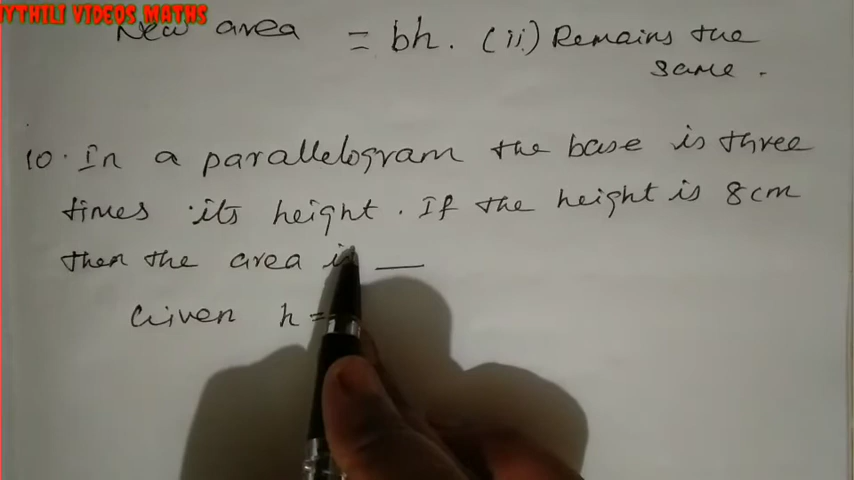 YTHILI VIDEOS MATHS
New area = bh. (ii) Remains the
same.
10. In a parallelogram the base is three
times its height. If the height is 8cm
then the area is __
Given h =